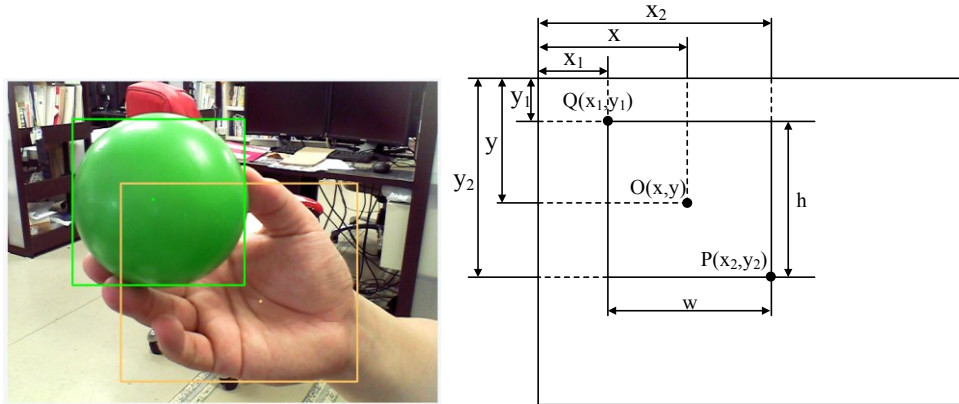 x₂
x
x₁
y₁
Q(x₁,y₁)
y
O(x,y)
y₂
h
P(x₂,y₂)
w